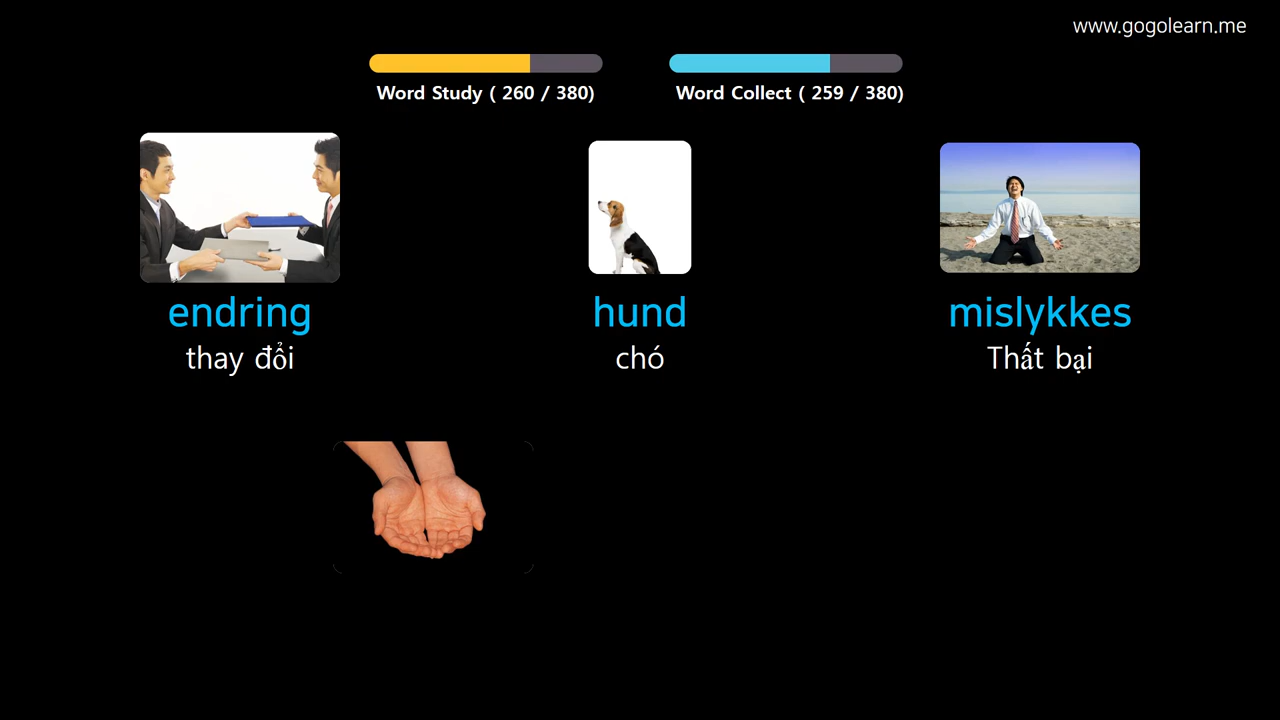 www.gogolearn.me
Word Study ( 260 / 380)
Word Collect ( 259 / 380)
endring
hund
mislykkes
thay đổi
chó
Thất bại